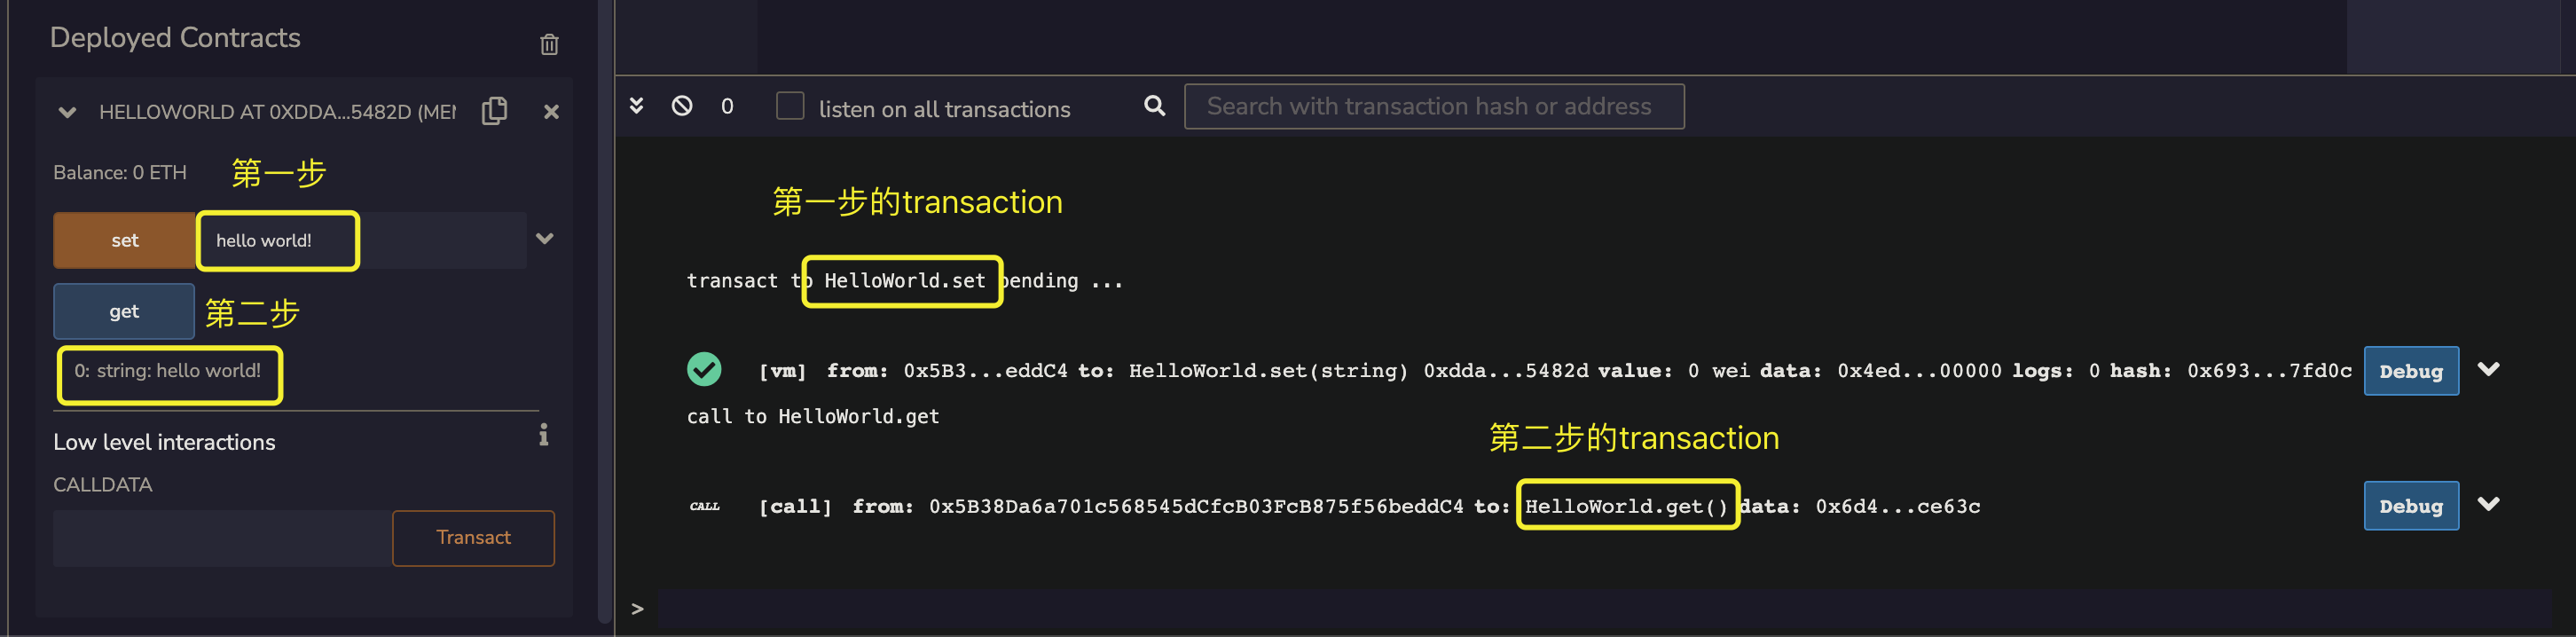 Deployed Contracts
HELLOWORLD AT 0XDDA...5482D (MEM
Balance: 0 ETH
第一步
set
hello world!
get
第二步
0: string: hello world!
Low level interactions
i
CALLDATA
Transact
0
listen on all transactions
Search with transaction hash or address
第一步的transaction
transact to HelloWorld.set pending ...
[vm] from: 0x5B3...eddC4 to: HelloWorld.set(string) 0xdda...5482d value: 0 wei data: 0x4ed...00000 logs: 0 hash: 0x693...7fd0c
Debug
call to HelloWorld.get
第二步的transaction
CALL [call] from: 0x5B38Da6a701c568545dCfcB03FcB875f56beddC4 to: HelloWorld.get() data: 0x6d4...ce63c
Debug
>